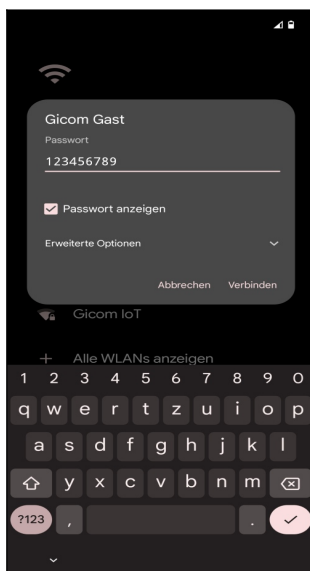 Gicom Gast
Passwort
123456789
Passwort anzeigen
Erweiterte Optionen
Abbrechen Verbinden
Gicom IoT
+ Alle WLANs anzeigen
1 2 3 4 5 6 7 8 9 0
q w e r t z u i o p
a s d f g h j k l
y x c v b n m
?123 , .